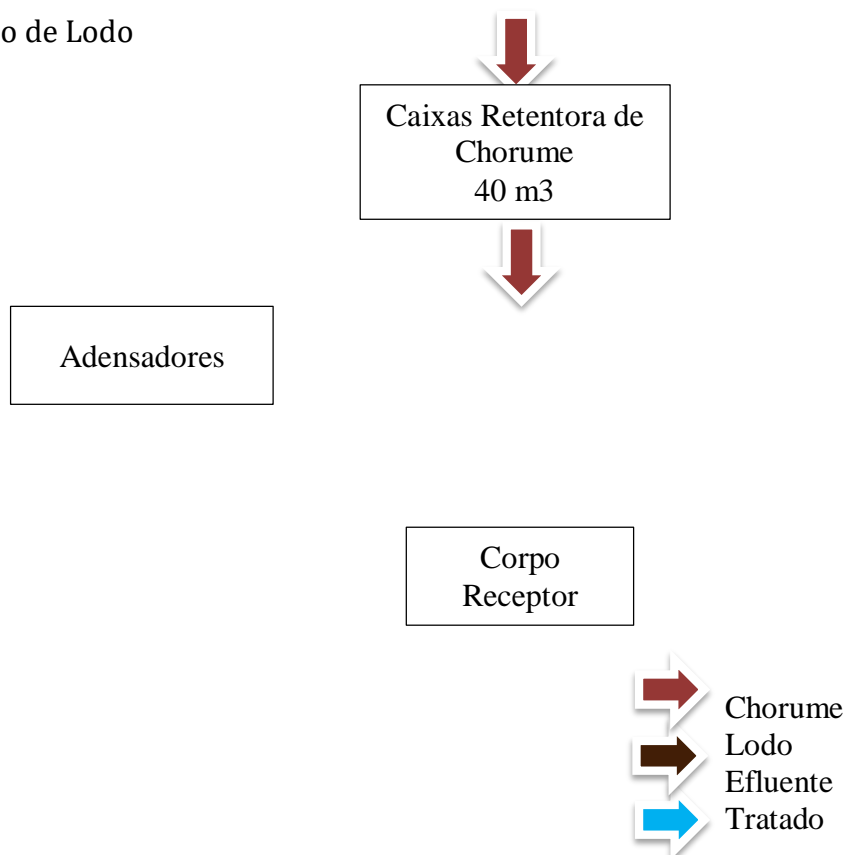 o de Lodo
Caixas Retentora de
Chorume
40 m3
Adensadores
Corpo
Receptor
Chorume
Lodo
Efluente
Tratado